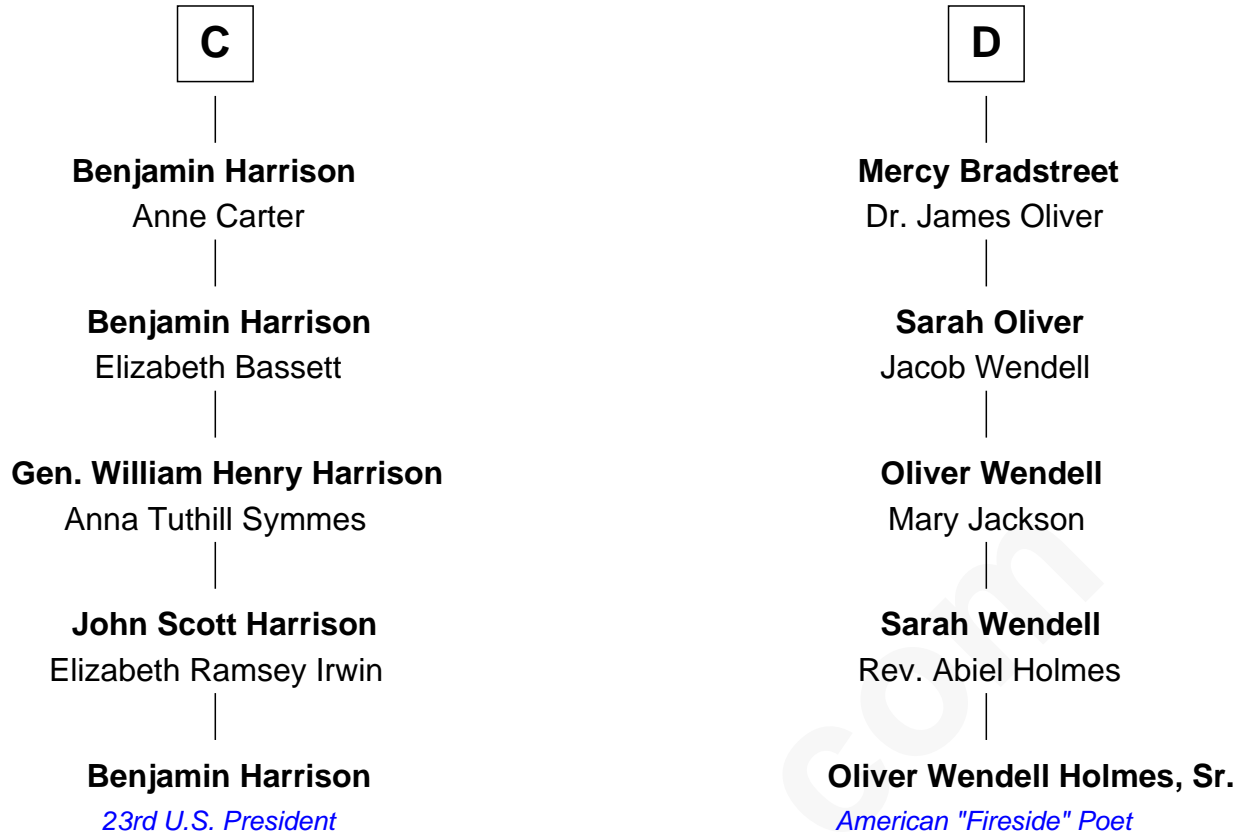 C
Benjamin Harrison
Anne Carter
Benjamin Harrison
Elizabeth Bassett
Gen. William Henry Harrison
Anna Tuthill Symmes
John Scott Harrison
Elizabeth Ramsey Irwin
Benjamin Harrison
23rd U.S. President
D
Mercy Bradstreet
Dr. James Oliver
Sarah Oliver
Jacob Wendell
Oliver Wendell
Mary Jackson
Sarah Wendell
Rev. Abiel Holmes
Oliver Wendell Holmes, Sr.
American "Fireside" Poet
com